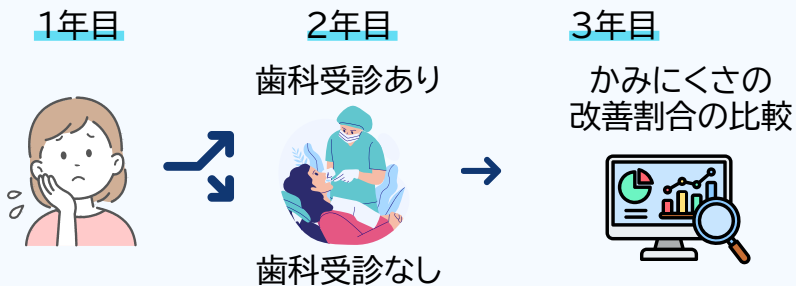 1年目
2年目
3年目
歯科受診あり
かみにくさの
改善割合の比較
歯科受診なし